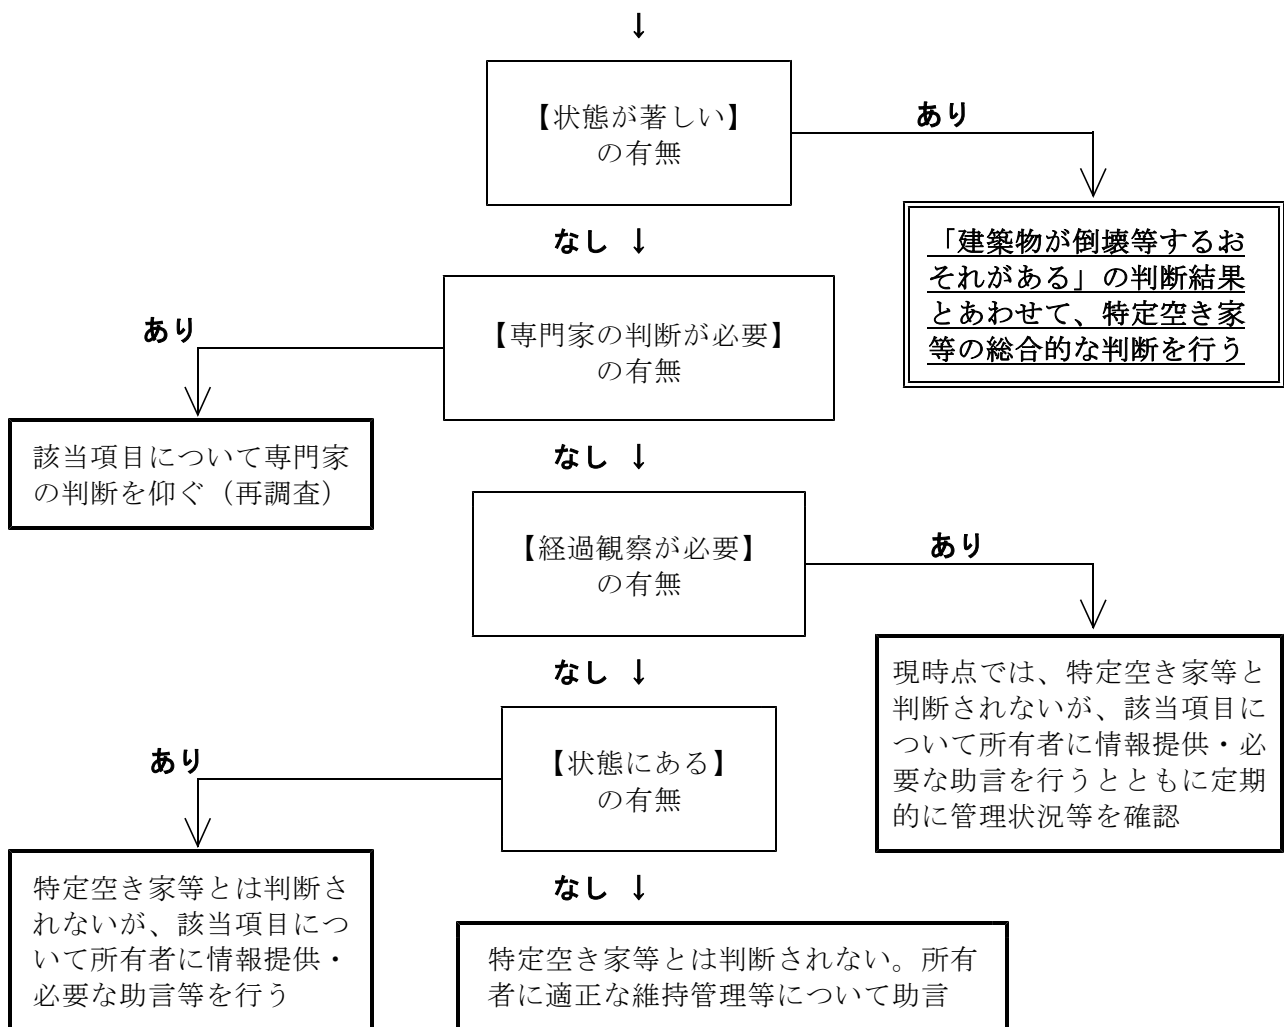 ↓
【状態が著しい】
の有無
あり
「建築物が倒壊等するお
それがある」の判断結果
とあわせて、特定空き家
等の総合的な判断を行う
なし ↓
【専門家の判断が必要】
の有無
あり
該当項目について専門家
の判断を仰ぐ（再調査）
なし ↓
【経過観察が必要】
の有無
あり
現時点では、特定空き家等と
判断されないが、該当項目に
ついて所有者に情報提供・必
要な助言を行うとともに定期
的に管理状況等を確認
なし ↓
【状態にある】
の有無
あり
特定空き家等とは判断さ
れないが、該当項目につ
いて所有者に情報提供・
必要な助言等を行う
なし ↓
特定空き家等とは判断されない。所有
者に適正な維持管理等について助言